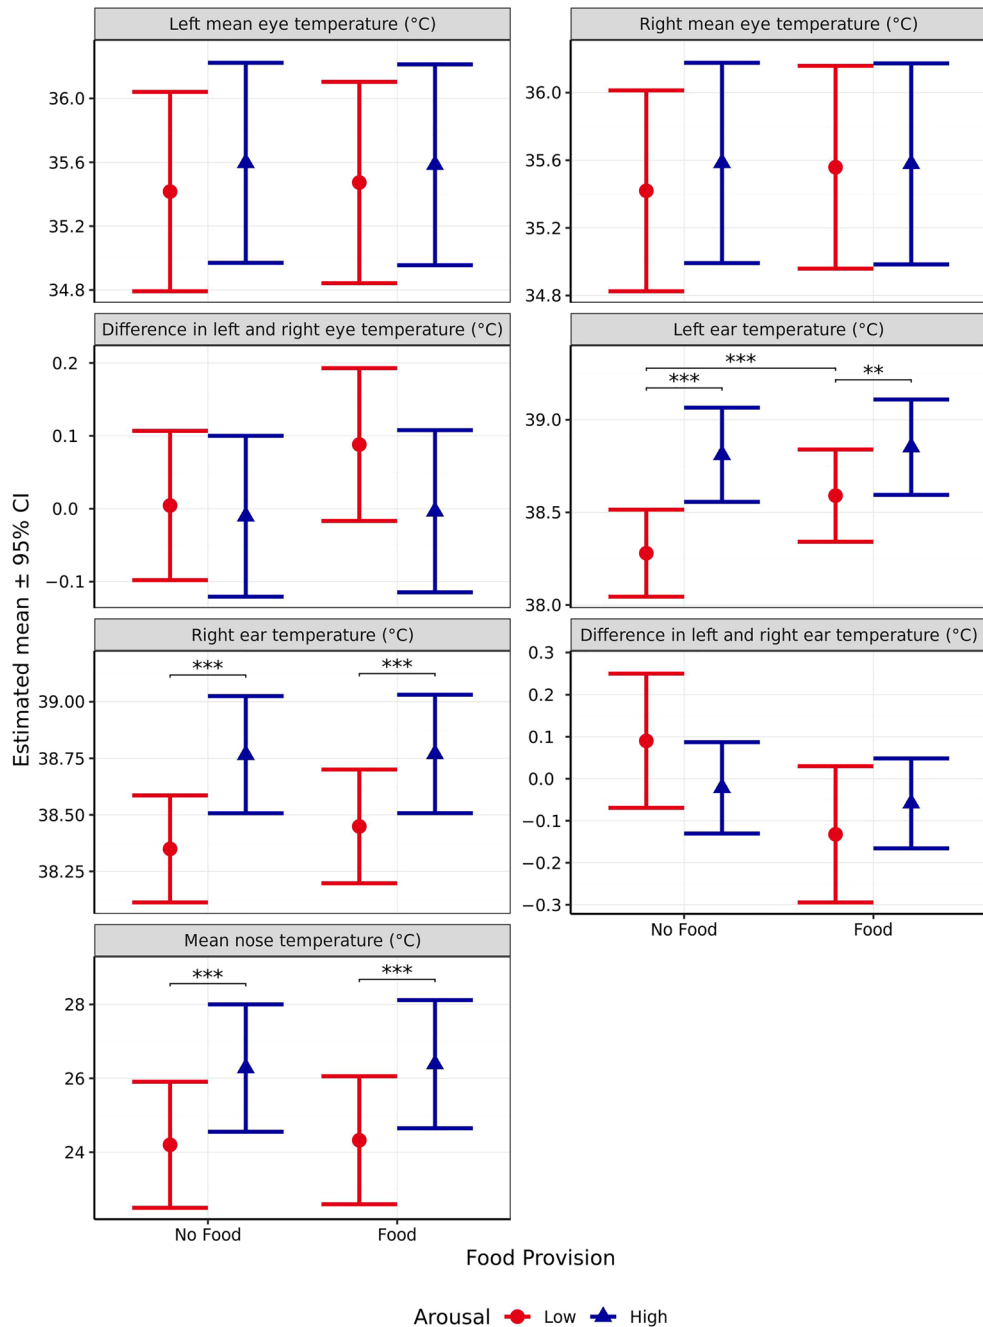 Left mean eye temperature (°C)
Right mean eye temperature (°C)
36.0
35.6
35.2
34.8
36.0
35.6
35.2
34.8
Difference in left and right eye temperature (°C)
Left ear temperature (°C)
0.2
0.1
0.0
−0.1
***
***
**
39.0
38.5
38.0
Estimated mean ± 95% CI
Right ear temperature (°C)
Difference in left and right ear temperature (°C)
***
***
39.00
38.75
38.50
38.25
0.3
0.2
0.1
0.0
−0.1
−0.2
−0.3
No Food
Food
Mean nose temperature (°C)
***
***
28
26
24
No Food
Food
Food Provision
Arousal Low High